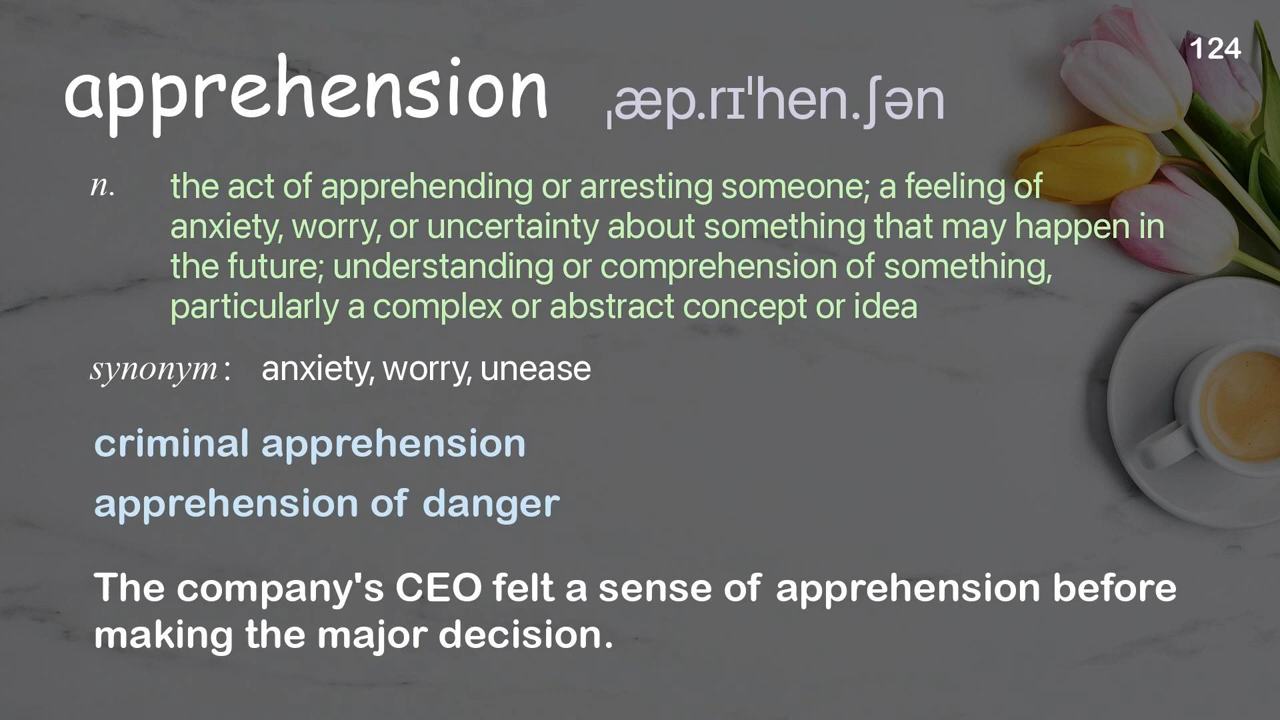 124
apprehension ˌæp.rɪˈhen.ʃən
n. the act of apprehending or arresting someone; a feeling of
anxiety, worry, or uncertainty about something that may happen in
the future; understanding or comprehension of something,
particularly a complex or abstract concept or idea
synonym: anxiety, worry, unease
criminal apprehension
apprehension of danger
The company's CEO felt a sense of apprehension before
making the major decision.